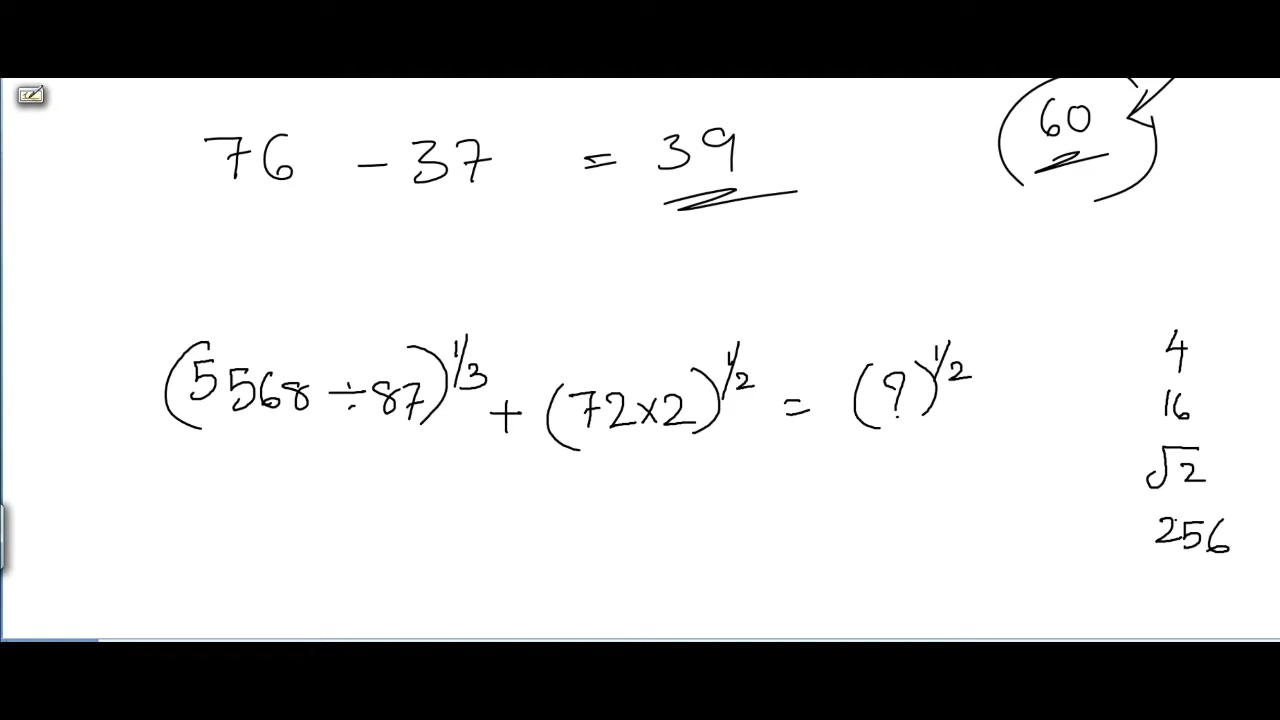 60
76 - 37 = 39
(5568 ÷ 87)^1/3 + (72×2)^1/2 = (?)^1/2
4
16
√2
256